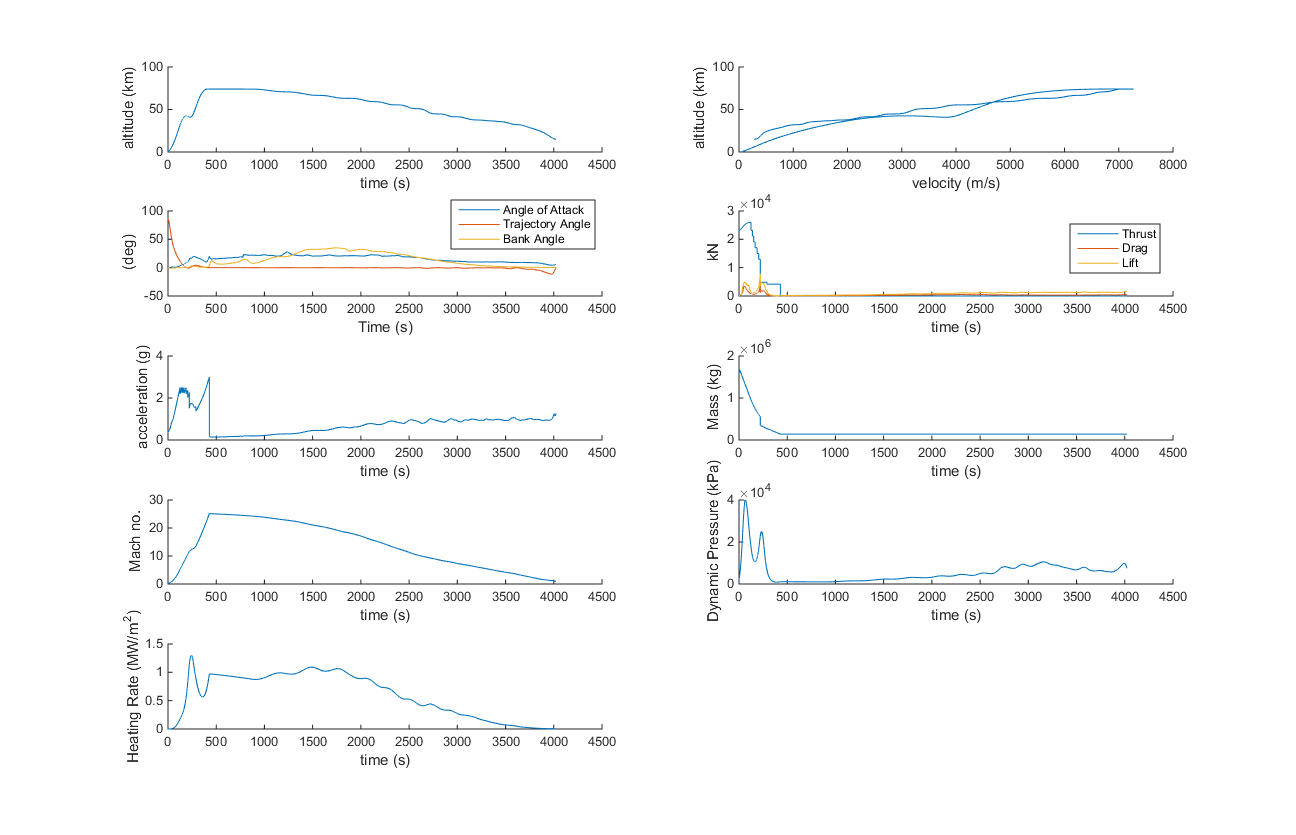 altitude (km)
100
50
0
0 500 1000 1500 2000 2500 3000 3500 4000 4500
time (s)
altitude (km)
100
50
0
0 1000 2000 3000 4000 5000 6000 7000 8000
velocity (m/s)
(deg)
100
50
0
-50
Angle of Attack
Trajectory Angle
Bank Angle
0 500 1000 1500 2000 2500 3000 3500 4000 4500
Time (s)
kN
×10^4
3
2
1
0
Thrust
Drag
Lift
0 500 1000 1500 2000 2500 3000 3500 4000 4500
time (s)
acceleration (g)
4
2
0
0 500 1000 1500 2000 2500 3000 3500 4000 4500
time (s)
Mass (kg)
×10^6
2
1
0
0 500 1000 1500 2000 2500 3000 3500 4000 4500
time (s)
Mach no.
30
20
10
0
0 500 1000 1500 2000 2500 3000 3500 4000 4500
time (s)
Dynamic Pressure (kPa)
×10^4
4
2
0
0 500 1000 1500 2000 2500 3000 3500 4000 4500
time (s)
Heating Rate (MW/m²)
1.5
1
0.5
0
0 500 1000 1500 2000 2500 3000 3500 4000 4500
time (s)